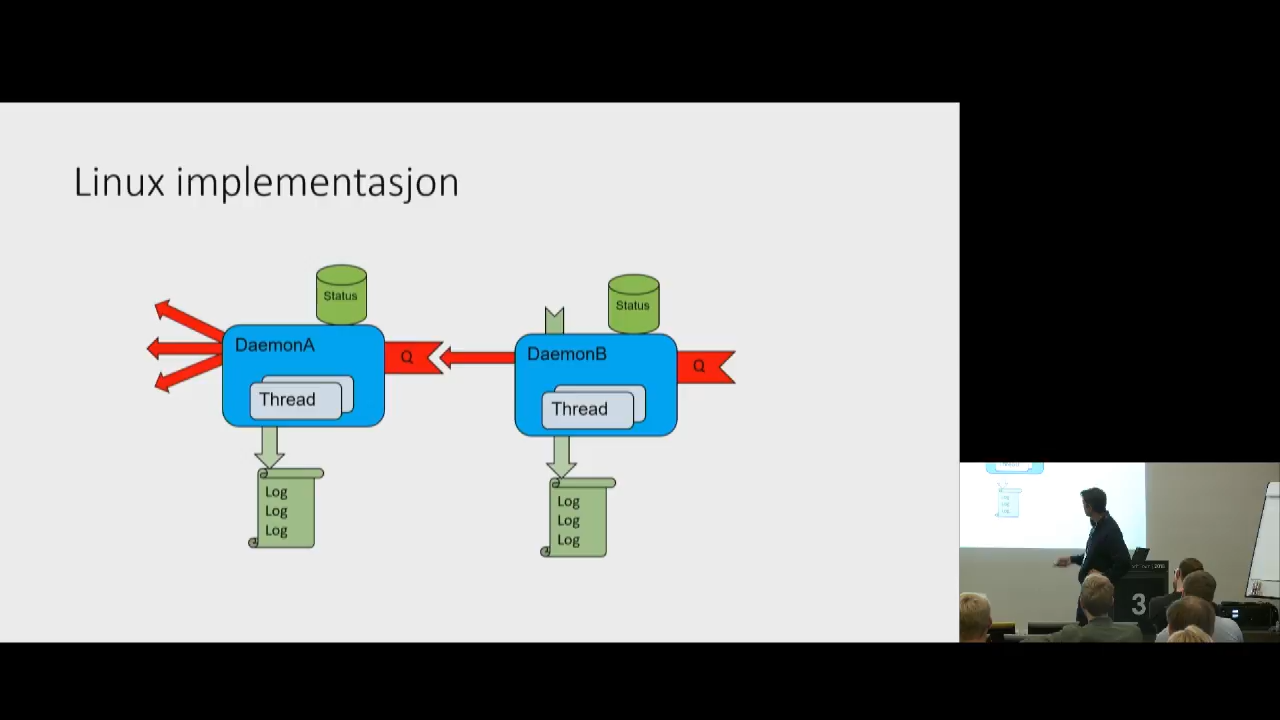 Linux implementasjon
Status
DaemonA
Q
Thread
Log
Log
Log
Status
DaemonB
Q
Thread
Log
Log
Log
3